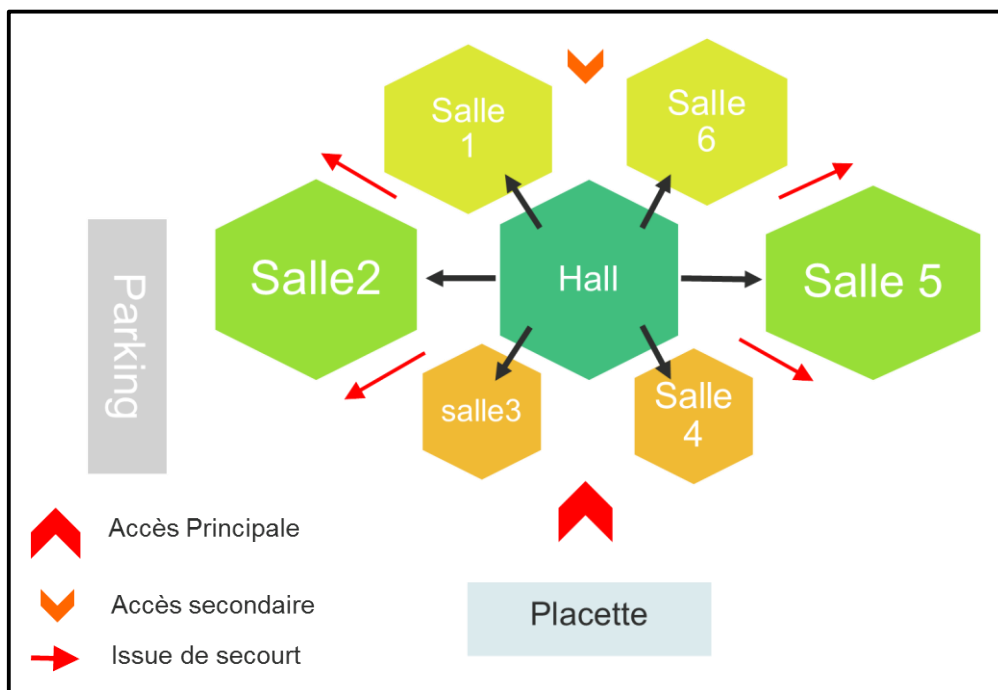 Salle
1
Salle
6
Salle2
Hall
Salle 5
Parking
salle3
Salle
4
Accès Principale
Accès secondaire
Issue de secourt
Placette